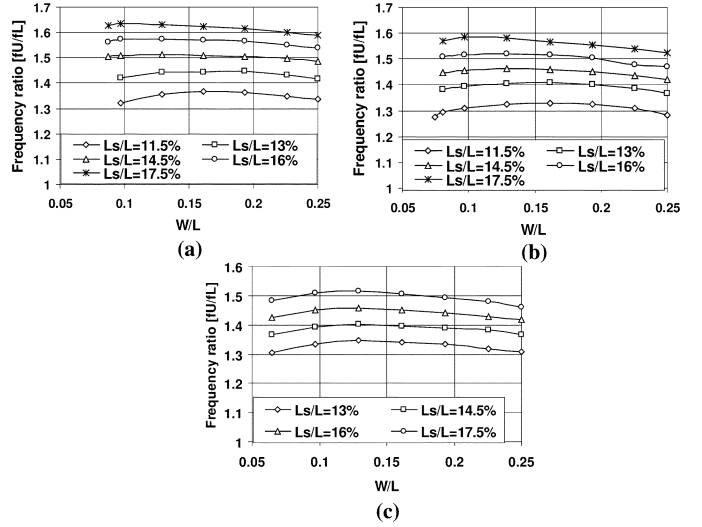 Frequency ratio [fU/fL]
1.7
1.6
1.5
1.4
1.3
1.2
1.1
1
Ls/L=11.5%
Ls/L=13%
Ls/L=14.5%
Ls/L=16%
Ls/L=17.5%
0.05
0.1
0.15
0.2
0.25
W/L
(a)
Frequency ratio [fU/fL]
1.7
1.6
1.5
1.4
1.3
1.2
1.1
1
Ls/L=11.5%
Ls/L=13%
Ls/L=14.5%
Ls/L=16%
Ls/L=17.5%
0.05
0.1
0.15
0.2
0.25
W/L
(b)
Frequency ratio [fU/fL]
1.6
1.5
1.4
1.3
1.2
1.1
1
Ls/L=13%
Ls/L=14.5%
Ls/L=16%
Ls/L=17.5%
0.05
0.1
0.15
0.2
0.25
W/L
(c)